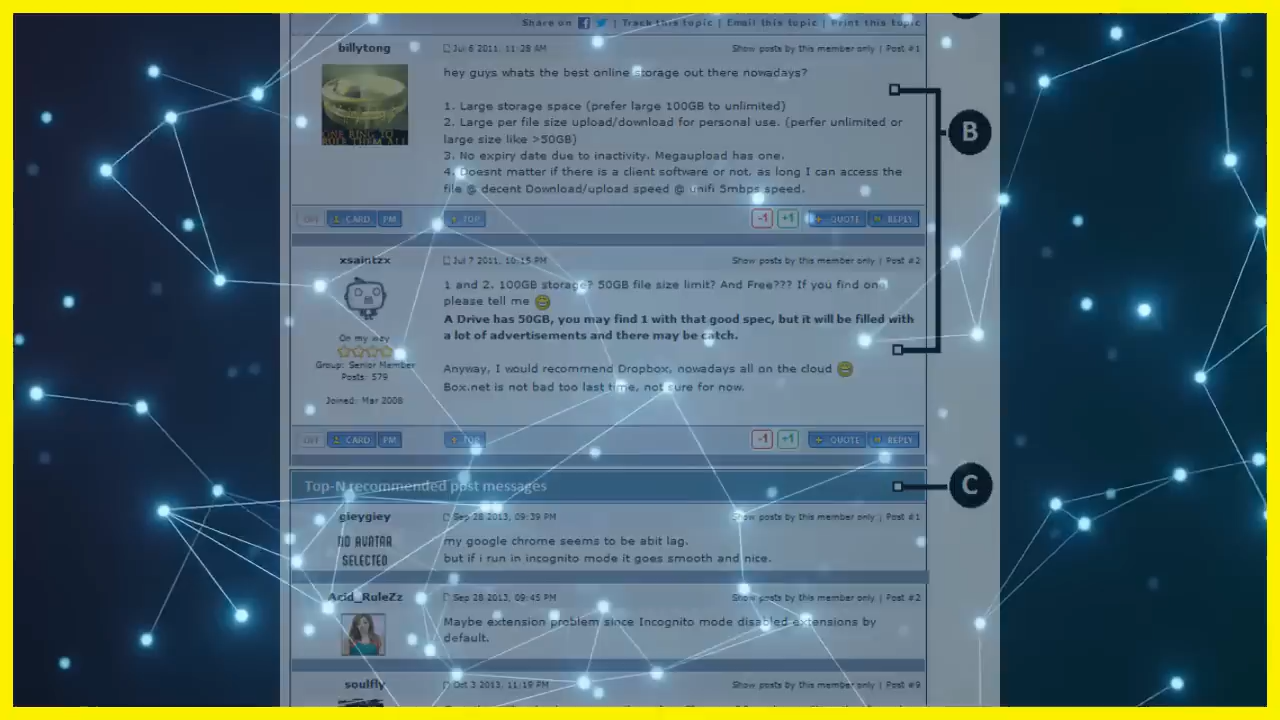 Share on | Track this topic | Email this topic | Print this topic
billytong
Jul 6 2011, 11:28 AM
Show posts by this member only | Post #1
hey guys whats the best online storage out there nowadays?
1. Large storage space (prefer large 100GB to unlimited)
2. Large per file size upload/download for personal use. (perfer unlimited or
large size like >50GB)
3. No expiry date due to inactivity. Megaupload has one.
4. Doesnt matter if there is a client software or not, as long I can access the
file @ decent Download/upload speed @ unifi 5mbps speed.
ONE RING TO
RULE THEM ALL
B
OFF CARD PM TOP -1 +1 QUOTE REPLY
xsaintzx
Jul 7 2011, 10:15 PM
Show posts by this member only | Post #2
1 and 2. 100GB storage? 50GB file size limit? And Free??? If you find one
please tell me
A Drive has 50GB, you may find 1 with that good spec, but it will be filled with
a lot of advertisements and there may be catch.
Anyway, I would recommend Dropbox, nowadays all on the cloud
Box.net is not bad too last time, not sure for now.
On my way
Group: Senior Member
Posts: 579
Joined: Mar 2008
OFF CARD PM TOP -1 +1 QUOTE REPLY
Top-N recommended post messages
C
gieygiey
Sep 28 2013, 09:39 PM
Show posts by this member only | Post #1
my google chrome seems to be abit lag.
but if i run in incognito mode it goes smooth and nice.
NO AVATAR
SELECTED
Acid_RuleZz
Sep 28 2013, 09:45 PM
Show posts by this member only | Post #2
Maybe extension problem since Incognito mode disabled extensions by
default.
soulfly
Oct 3 2013, 11:19 PM
Show posts by this member only | Post #9